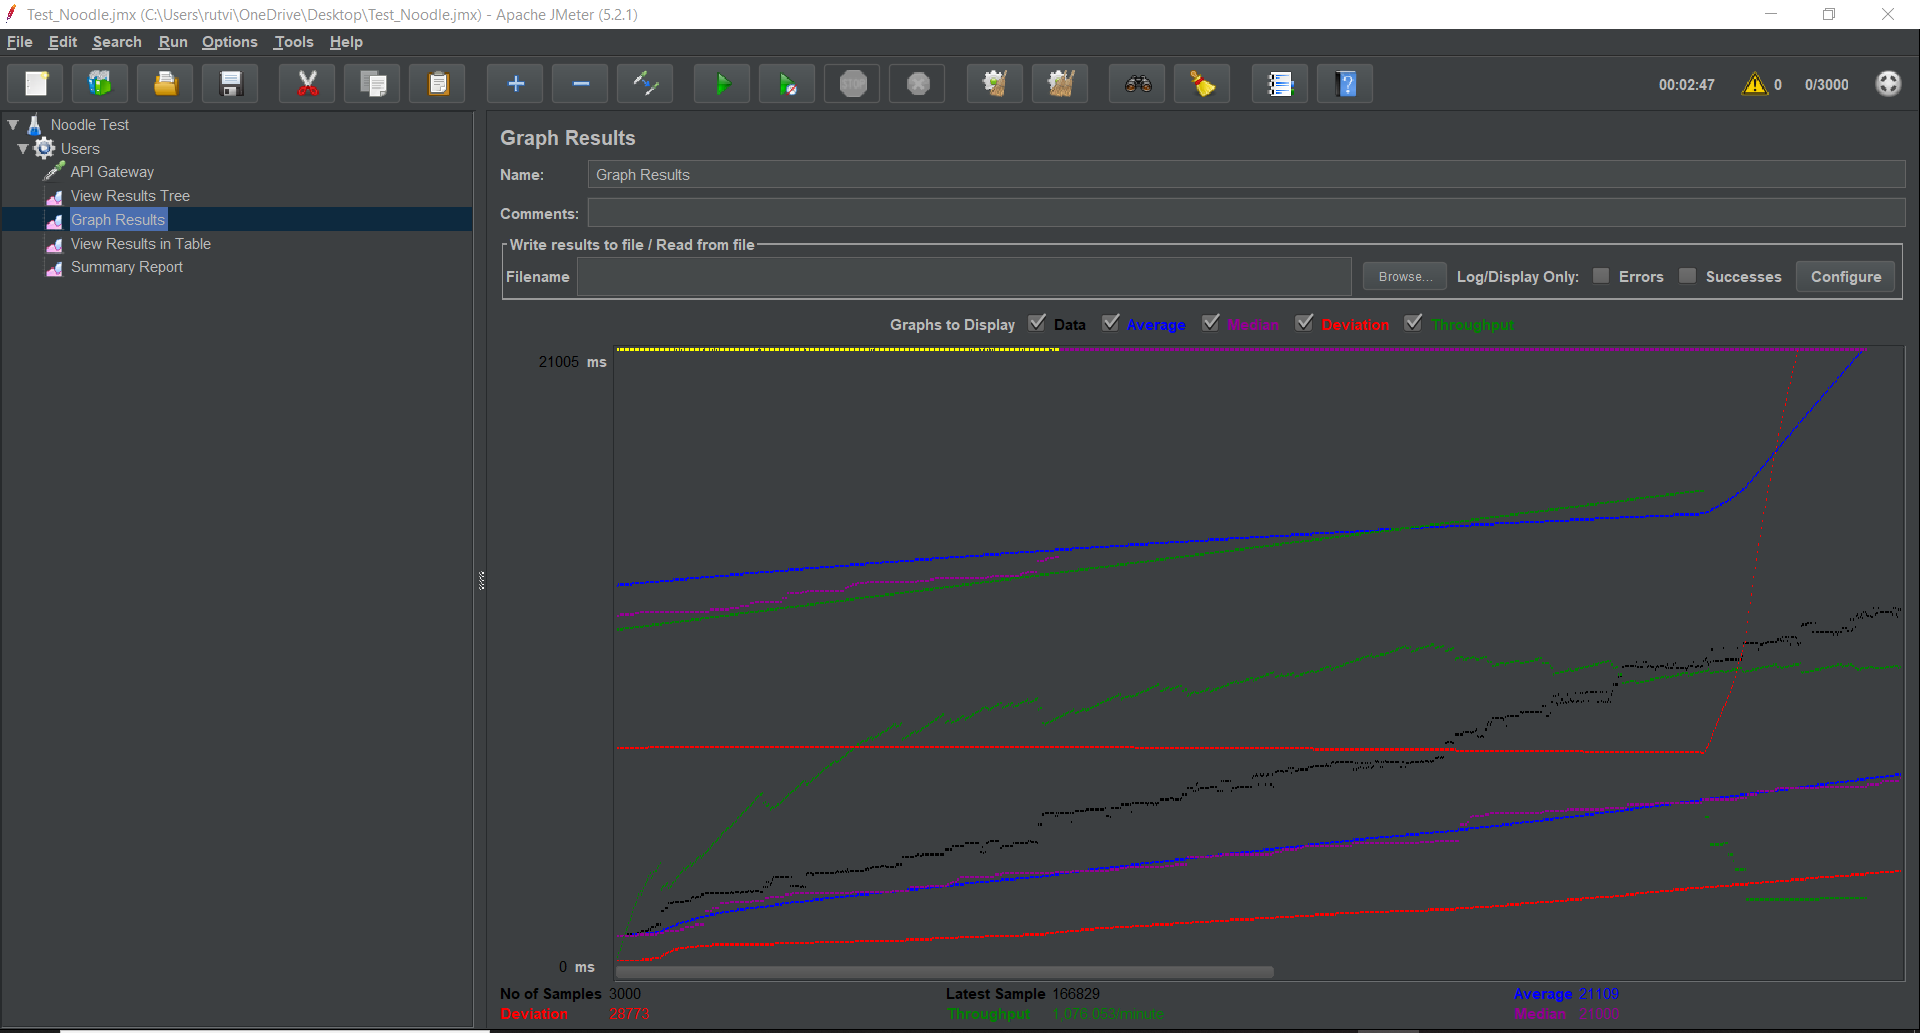 Test_Noodle.jmx (C:\Users\rutvi\OneDrive\Desktop\Test_Noodle.jmx) - Apache JMeter (5.2.1)
File Edit Search Run Options Tools Help
STOP
00:02:47 0 0/3000
Noodle Test
Users
API Gateway
View Results Tree
Graph Results
View Results in Table
Summary Report
Graph Results
Name: Graph Results
Comments:
Write results to file / Read from file
Filename Browse... Log/Display Only: Errors Successes Configure
Graphs to Display Data Average Median Deviation Throughput
21005 ms
0 ms
No of Samples 3000 Latest Sample 166829 Average 21109
Deviation 28773 Throughput 1,076.053/minute Median 21000